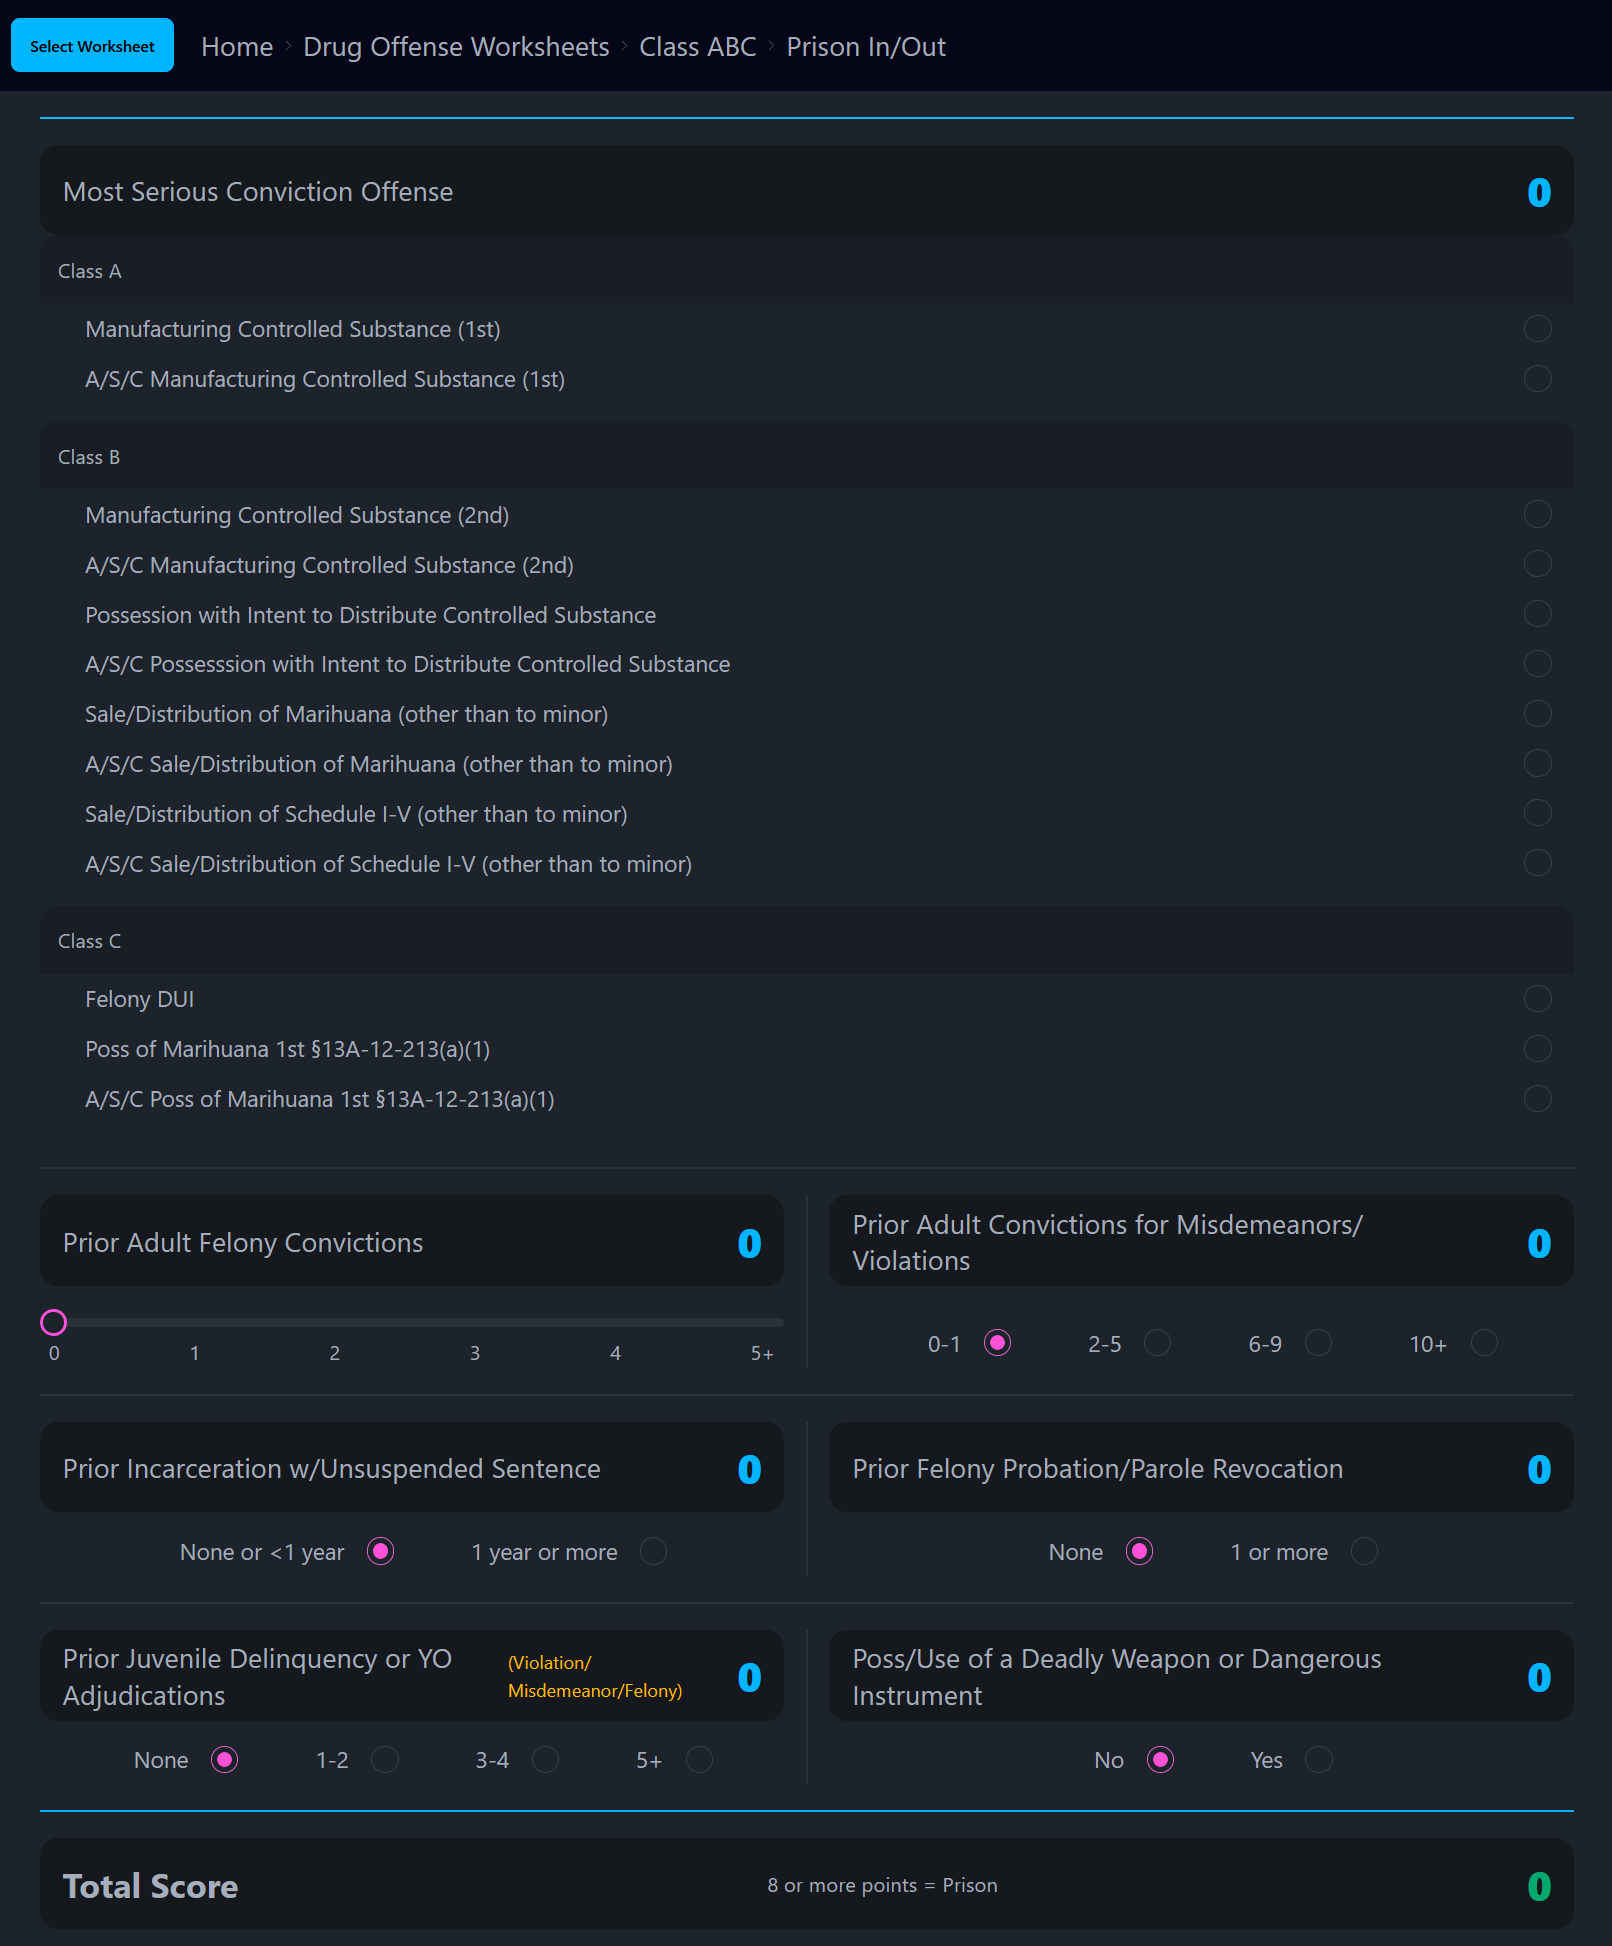 Select Worksheet
Home › Drug Offense Worksheets › Class ABC › Prison In/Out
Most Serious Conviction Offense 0
Class A
Manufacturing Controlled Substance (1st)
A/S/C Manufacturing Controlled Substance (1st)
Class B
Manufacturing Controlled Substance (2nd)
A/S/C Manufacturing Controlled Substance (2nd)
Possession with Intent to Distribute Controlled Substance
A/S/C Possesssion with Intent to Distribute Controlled Substance
Sale/Distribution of Marihuana (other than to minor)
A/S/C Sale/Distribution of Marihuana (other than to minor)
Sale/Distribution of Schedule I-V (other than to minor)
A/S/C Sale/Distribution of Schedule I-V (other than to minor)
Class C
Felony DUI
Poss of Marihuana 1st §13A-12-213(a)(1)
A/S/C Poss of Marihuana 1st §13A-12-213(a)(1)
Prior Adult Felony Convictions 0
0 1 2 3 4 5+
Prior Adult Convictions for Misdemeanors/
Violations 0
0-1 2-5 6-9 10+
Prior Incarceration w/Unsuspended Sentence 0
None or <1 year 1 year or more
Prior Felony Probation/Parole Revocation 0
None 1 or more
Prior Juvenile Delinquency or YO
Adjudications
(Violation/
Misdemeanor/Felony) 0
None 1-2 3-4 5+
Poss/Use of a Deadly Weapon or Dangerous
Instrument 0
No Yes
Total Score 8 or more points = Prison 0